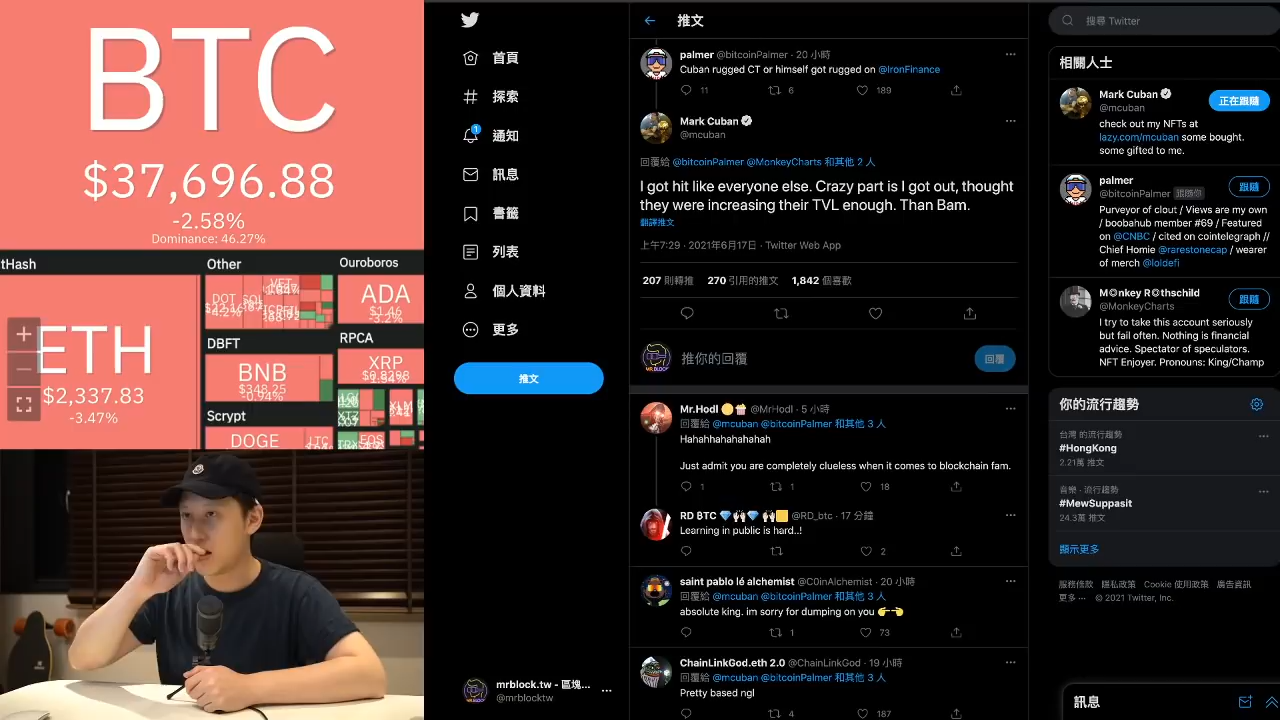 BTC
$37,696.88
-2.58%
Dominance: 46.27%
tHash
Other
Ouroboros
DOT
-4.2%
ADA
$1.46
-3.2%
ETH
$2,337.83
-3.47%
DBFT
BNB
$348.25
-0.94%
RPCA
XRP
$0.8298
-1.94%
Scrypt
DOGE
LTC
XTZ
XLM
EOS
首頁
探索
1
通知
訊息
書籤
列表
個人資料
更多
推文
mrblock.tw - 區塊...
@mrblocktw
推文
palmer @bitcoinPalmer · 20 小時
Cuban rugged CT or himself got rugged on @IronFinance
11 6 189
Mark Cuban
@mcuban
回覆給 @bitcoinPalmer @MonkeyCharts 和其他 2 人
I got hit like everyone else. Crazy part is I got out, thought
they were increasing their TVL enough. Than Bam.
翻譯推文
上午7:29 · 2021年6月17日 · Twitter Web App
207 則轉推 270 引用的推文 1,842 個喜歡
MR.BLOCK
推你的回覆
回覆
Mr.Hodl @MrHodl · 5 小時
回覆給 @mcuban @bitcoinPalmer 和其他 3 人
Hahahhahahahahah
Just admit you are completely clueless when it comes to blockchain fam.
1 1 18
RD BTC 💎🙌🏻💎 🙌🏻🟨 @RD_btc · 17 分鐘
Learning in public is hard..!
2
saint pablo lé alchemist @C0inAlchemist · 20 小時
回覆給 @mcuban @bitcoinPalmer 和其他 3 人
absolute king. im sorry for dumping on you 👉👈
1 73
ChainLinkGod.eth 2.0 @ChainLinkGod · 19 小時
回覆給 @mcuban @bitcoinPalmer 和其他 3 人
Pretty based ngl
4 187
搜尋 Twitter
相關人士
Mark Cuban
@mcuban
正在跟隨
check out my NFTs at
lazy.com/mcuban some bought.
some gifted to me.
palmer
@bitcoinPalmer 跟隨你
跟隨
Purveyor of clout / Views are my own
/ boobahub member #69 / Featured
on @CNBC / cited on cointelegraph //
Chief Homie @rarestonecap / wearer
of merch @loldefi
M©nkey R©thschild
@MonkeyCharts
跟隨
I try to take this account seriously
but fail often. Nothing is financial
advice. Spectator of speculators.
NFT Enjoyer. Pronouns: King/Champ
你的流行趨勢
台灣 的流行趨勢
#HongKong
2.21萬 推文
音樂 · 流行趨勢
#MewSuppasit
24.3萬 推文
顯示更多
服務條款 隱私政策 Cookie 使用政策 廣告資訊
更多 ··· © 2021 Twitter, Inc.
訊息